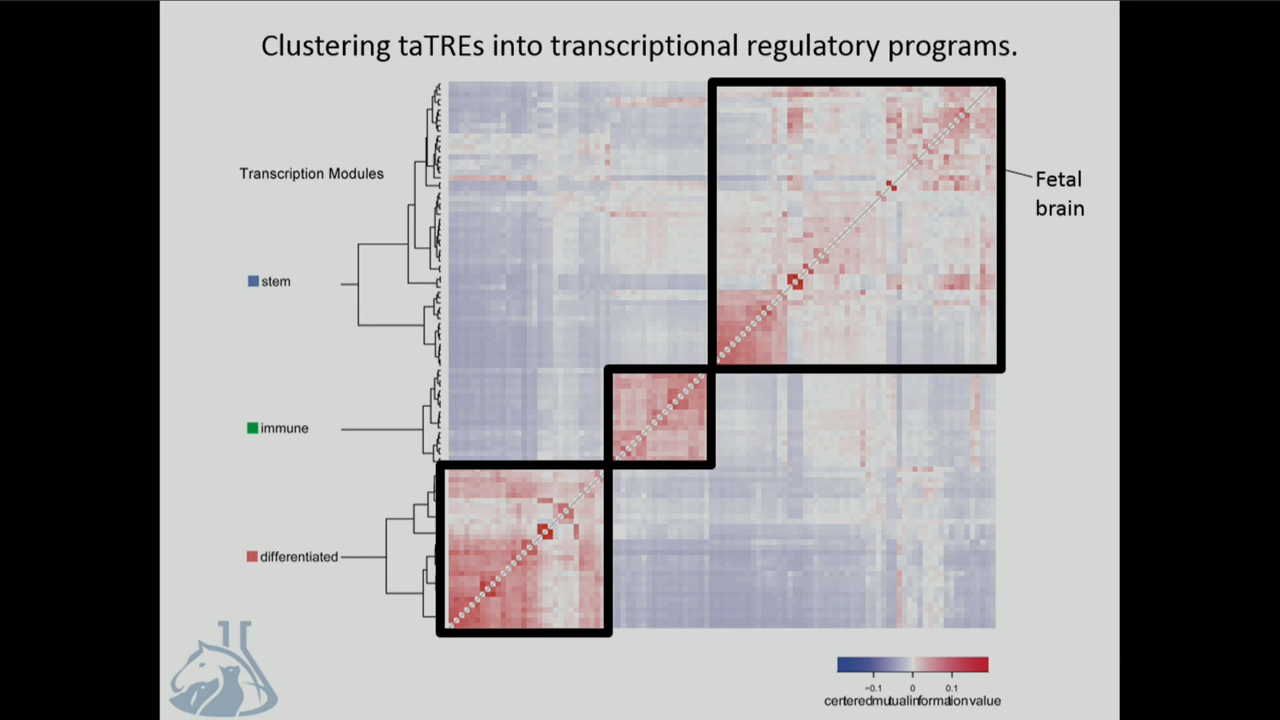 Clustering taTREs into transcriptional regulatory programs.
Transcription Modules
Fetal
brain
stem
immune
differentiated
−0.1 0 0.1
centeredmutualinformationvalue